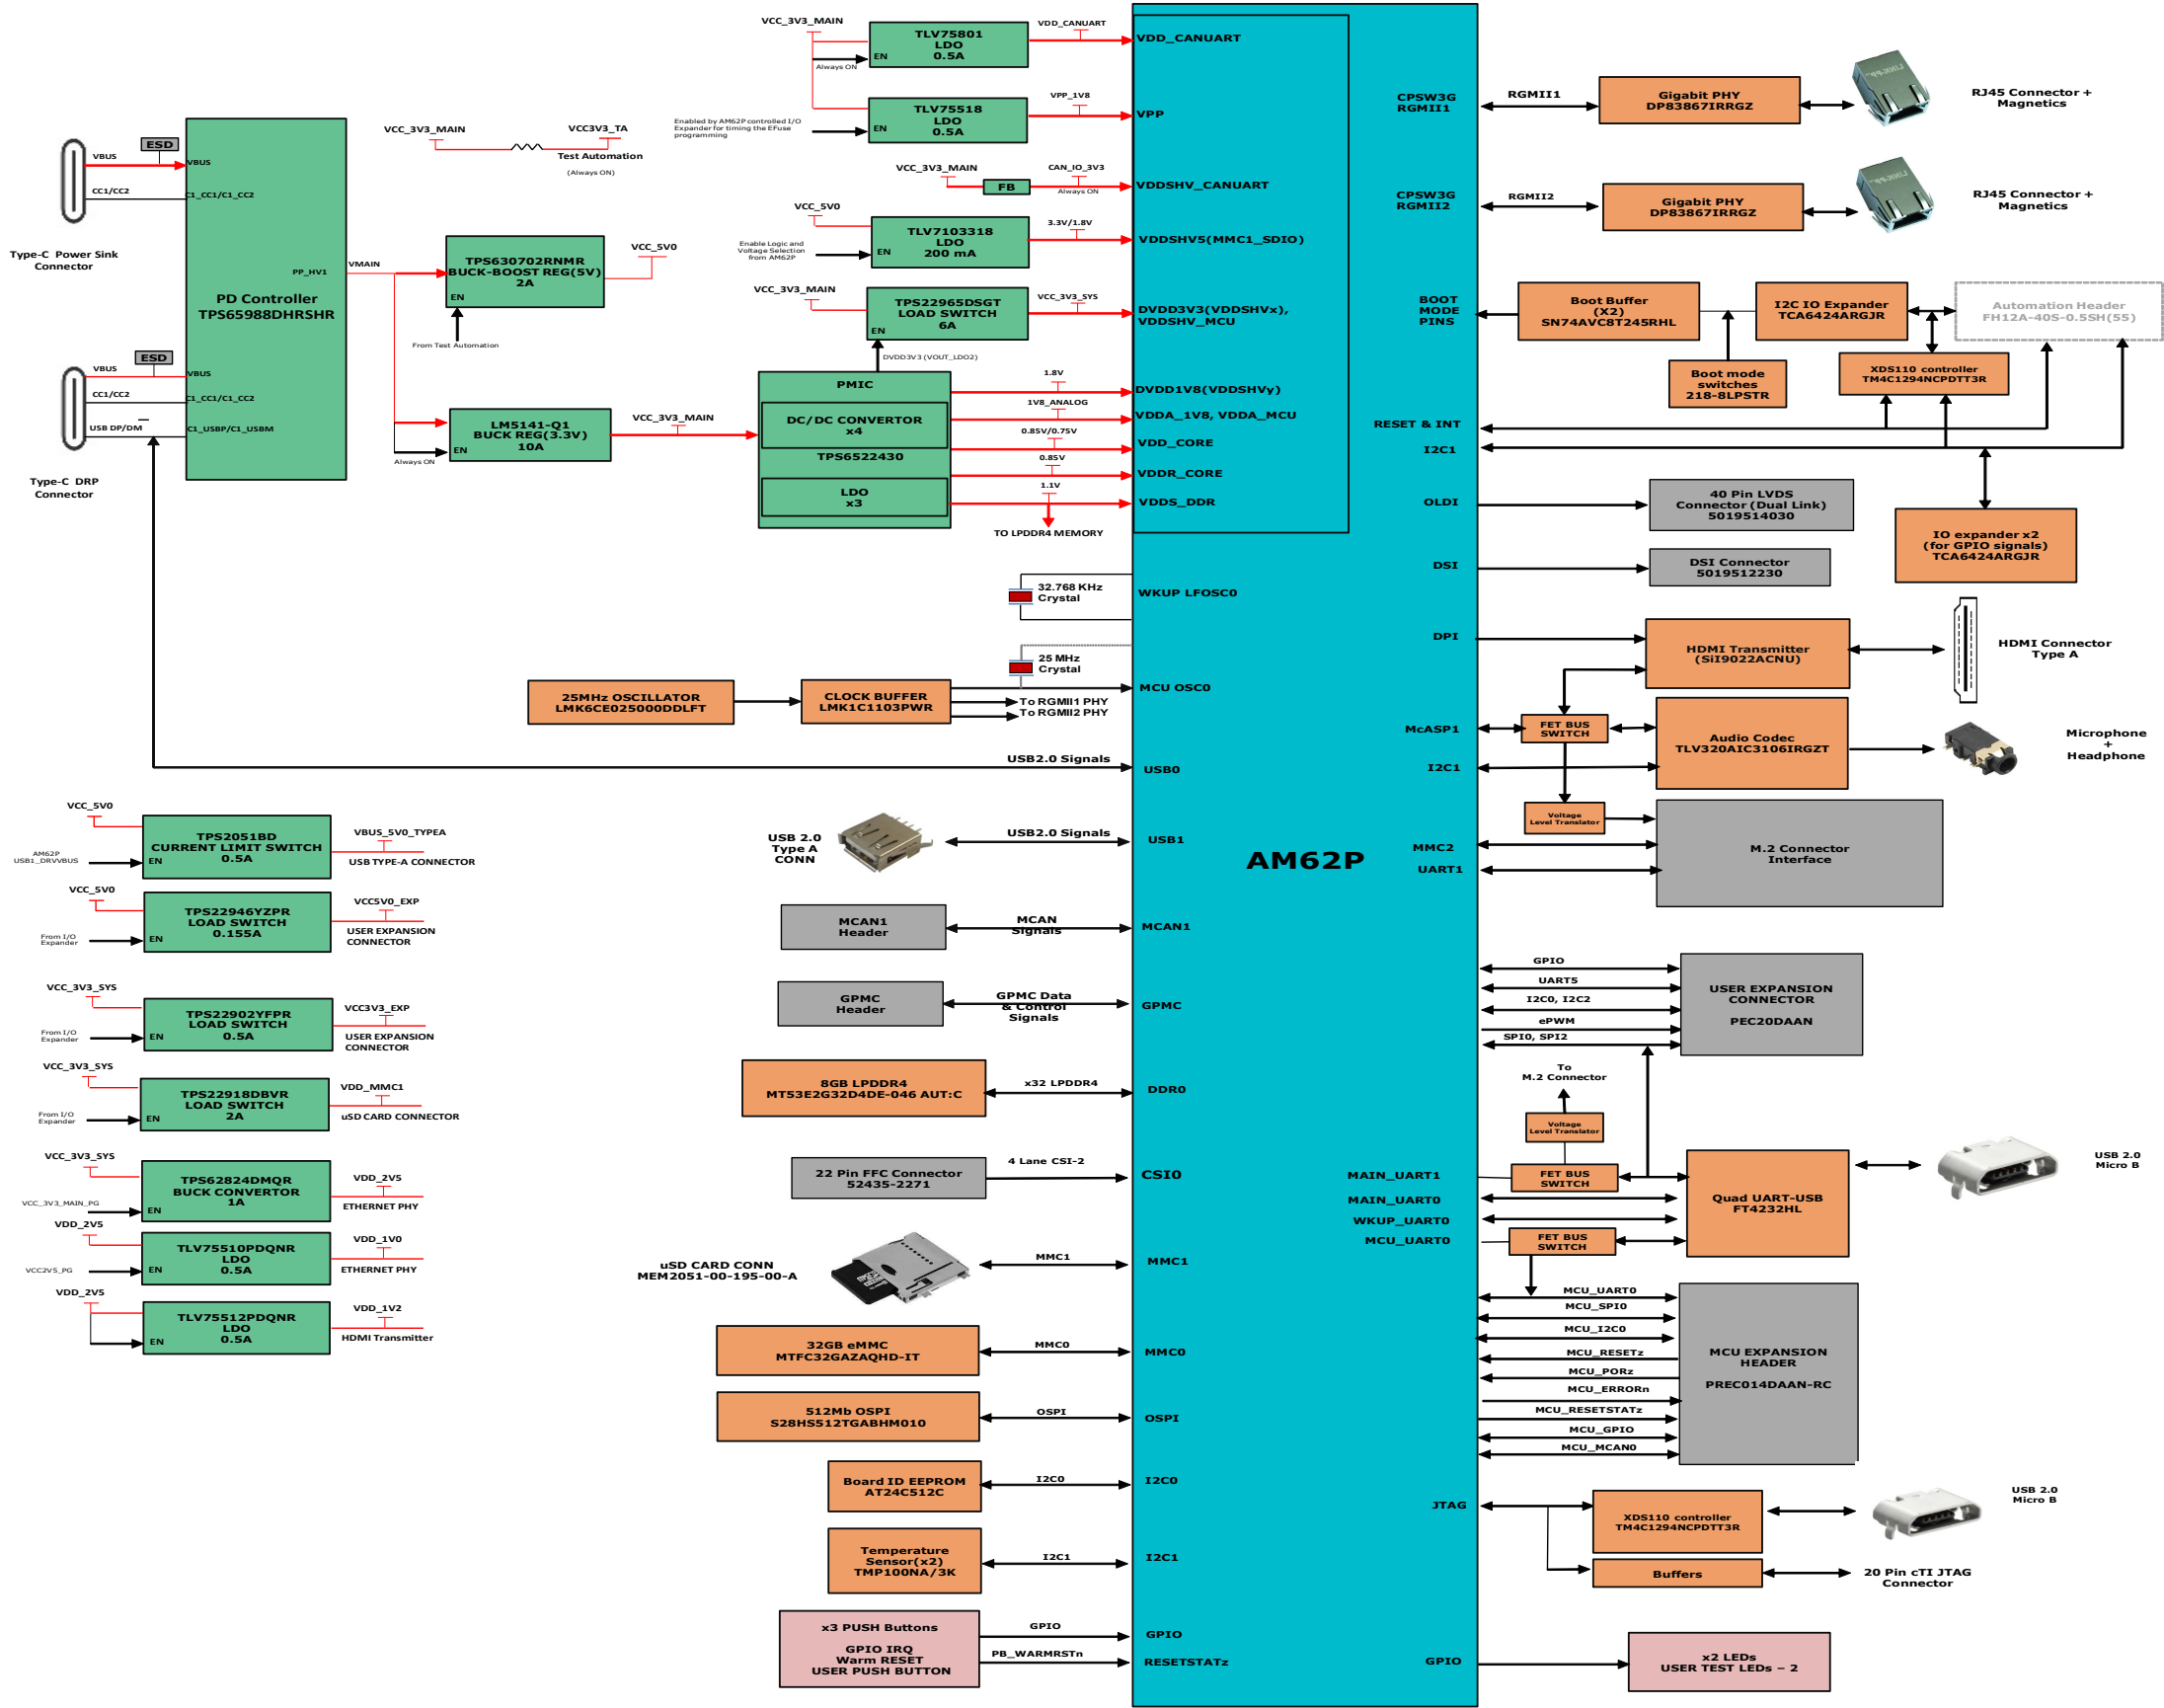 VCC_3V3_MAIN
TLV75801
LDO
0.5A
EN
Always ON
VDD_CANUART
VDD_CANUART
TLV75518
LDO
0.5A
EN
Enabled by AM62P controlled I/O
Expander for timing the EFuse
programming
VPP_1V8
VPP
VCC_3V3_MAIN
VCC3V3_TA
Test Automation
(Always ON)
VCC_3V3_MAIN
FB
CAN_IO_3V3
Always ON
VDDSHV_CANUART
VCC_5V0
TLV7103318
LDO
200 mA
EN
Enable Logic and
Voltage Selection
from AM62P
3.3V/1.8V
VDDSHV5(MMC1_SDIO)
VCC_3V3_MAIN
TPS22965DSGT
LOAD SWITCH
6A
EN
VCC_3V3_SYS
DVDD3V3(VDDSHVx),
VDDSHV_MCU
DVDD3V3 (VOUT_LDO2)
ESD
VBUS
VBUS
CC1/CC2
C1_CC1/C1_CC2
Type-C Power Sink
Connector
PP_HV1
VMAIN
PD Controller
TPS65988DHRSHR
ESD
VBUS
VBUS
CC1/CC2
C1_CC1/C1_CC2
USB DP/DM
C1_USBP/C1_USBM
Type-C DRP
Connector
TPS630702RNMR
BUCK-BOOST REG(5V)
2A
EN
VCC_5V0
From Test Automation
LM5141-Q1
BUCK REG(3.3V)
10A
EN
Always ON
VCC_3V3_MAIN
PMIC
DC/DC CONVERTOR
x4
TPS6522430
LDO
x3
1.8V
DVDD1V8(VDDSHVy)
1V8_ANALOG
VDDA_1V8, VDDA_MCU
0.85V/0.75V
VDD_CORE
0.85V
VDDR_CORE
1.1V
VDDS_DDR
TO LPDDR4 MEMORY
32.768 KHz
Crystal
WKUP LFOSC0
25 MHz
Crystal
25MHz OSCILLATOR
LMK6CE025000DDLFT
CLOCK BUFFER
LMK1C1103PWR
MCU OSC0
To RGMII1 PHY
To RGMII2 PHY
USB2.0 Signals
USB0
USB 2.0
Type A
CONN
USB2.0 Signals
USB1
MCAN1
Header
MCAN
Signals
MCAN1
GPMC
Header
GPMC Data
& Control
Signals
GPMC
8GB LPDDR4
MT53E2G32D4DE-046 AUT:C
x32 LPDDR4
DDR0
22 Pin FFC Connector
52435-2271
4 Lane CSI-2
CSI0
uSD CARD CONN
MEM2051-00-195-00-A
MMC1
MMC1
32GB eMMC
MTFC32GAZAQHD-IT
MMC0
MMC0
512Mb OSPI
S28HS512TGABHM010
OSPI
OSPI
Board ID EEPROM
AT24C512C
I2C0
I2C0
Temperature
Sensor(x2)
TMP100NA/3K
I2C1
I2C1
x3 PUSH Buttons
GPIO IRQ
Warm RESET
USER PUSH BUTTON
GPIO
GPIO
PB_WARMRSTn
RESETSTATz
VCC_5V0
TPS2051BD
CURRENT LIMIT SWITCH
0.5A
EN
AM62P
USB1_DRVVBUS
VBUS_5V0_TYPEA
USB TYPE-A CONNECTOR
VCC_5V0
TPS22946YZPR
LOAD SWITCH
0.155A
EN
From I/O
Expander
VCC5V0_EXP
USER EXPANSION
CONNECTOR
VCC_3V3_SYS
TPS22902YFPR
LOAD SWITCH
0.5A
EN
From I/O
Expander
VCC3V3_EXP
USER EXPANSION
CONNECTOR
VCC_3V3_SYS
TPS22918DBVR
LOAD SWITCH
2A
EN
From I/O
Expander
VDD_MMC1
uSD CARD CONNECTOR
VCC_3V3_SYS
TPS62824DMQR
BUCK CONVERTOR
1A
EN
VCC_3V3_MAIN_PG
VDD_2V5
ETHERNET PHY
VDD_2V5
TLV75510PDQNR
LDO
0.5A
EN
VCC2V5_PG
VDD_1V0
ETHERNET PHY
VDD_2V5
TLV75512PDQNR
LDO
0.5A
EN
VDD_1V2
HDMI Transmitter
AM62P
CPSW3G
RGMII1
RGMII1
Gigabit PHY
DP83867IRRGZ
RJ45 Connector +
Magnetics
CPSW3G
RGMII2
RGMII2
Gigabit PHY
DP83867IRRGZ
RJ45 Connector +
Magnetics
BOOT
MODE
PINS
Boot Buffer
(X2)
SN74AVC8T245RHL
I2C IO Expander
TCA6424ARGJR
Automation Header
FH12A-40S-0.5SH(55)
Boot mode
switches
218-8LPSTR
XDS110 controller
TM4C1294NCPDTT3R
RESET & INT
I2C1
OLDI
40 Pin LVDS
Connector (Dual Link)
5019514030
IO expander x2
(for GPIO signals)
TCA6424ARGJR
DSI
DSI Connector
5019512230
DPI
HDMI Transmitter
(SiI9022ACNU)
HDMI Connector
Type A
McASP1
FET BUS
SWITCH
Audio Codec
TLV320AIC3106IRGZT
Microphone
+
Headphone
I2C1
Voltage
Level Translator
MMC2
UART1
M.2 Connector
Interface
GPIO
UART5
I2C0, I2C2
ePWM
SPI0, SPI2
USER EXPANSION
CONNECTOR
PEC20DAAN
To
M.2 Connector
Voltage
Level Translator
MAIN_UART1
FET BUS
SWITCH
MAIN_UART0
WKUP_UART0
MCU_UART0
FET BUS
SWITCH
Quad UART-USB
FT4232HL
USB 2.0
Micro B
MCU_UART0
MCU_SPI0
MCU_I2C0
MCU_RESETz
MCU_PORz
MCU_ERRORn
MCU_RESETSTATz
MCU_GPIO
MCU_MCAN0
MCU EXPANSION
HEADER
PREC014DAAN-RC
JTAG
XDS110 controller
TM4C1294NCPDTT3R
USB 2.0
Micro B
Buffers
20 Pin cTI JTAG
Connector
GPIO
x2 LEDs
USER TEST LEDs – 2